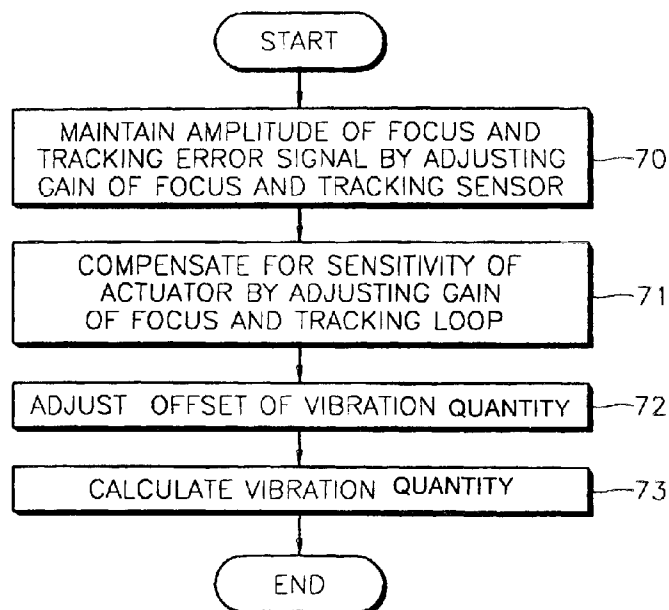 START
MAINTAIN AMPLITUDE OF FOCUS AND
TRACKING ERROR SIGNAL BY ADJUSTING
GAIN OF FOCUS AND TRACKING SENSOR
70
COMPENSATE FOR SENSITIVITY OF
ACTUATOR BY ADJUSTING GAIN
OF FOCUS AND TRACKING LOOP
71
ADJUST OFFSET OF VIBRATION QUANTITY
72
CALCULATE VIBRATION QUANTITY
73
END